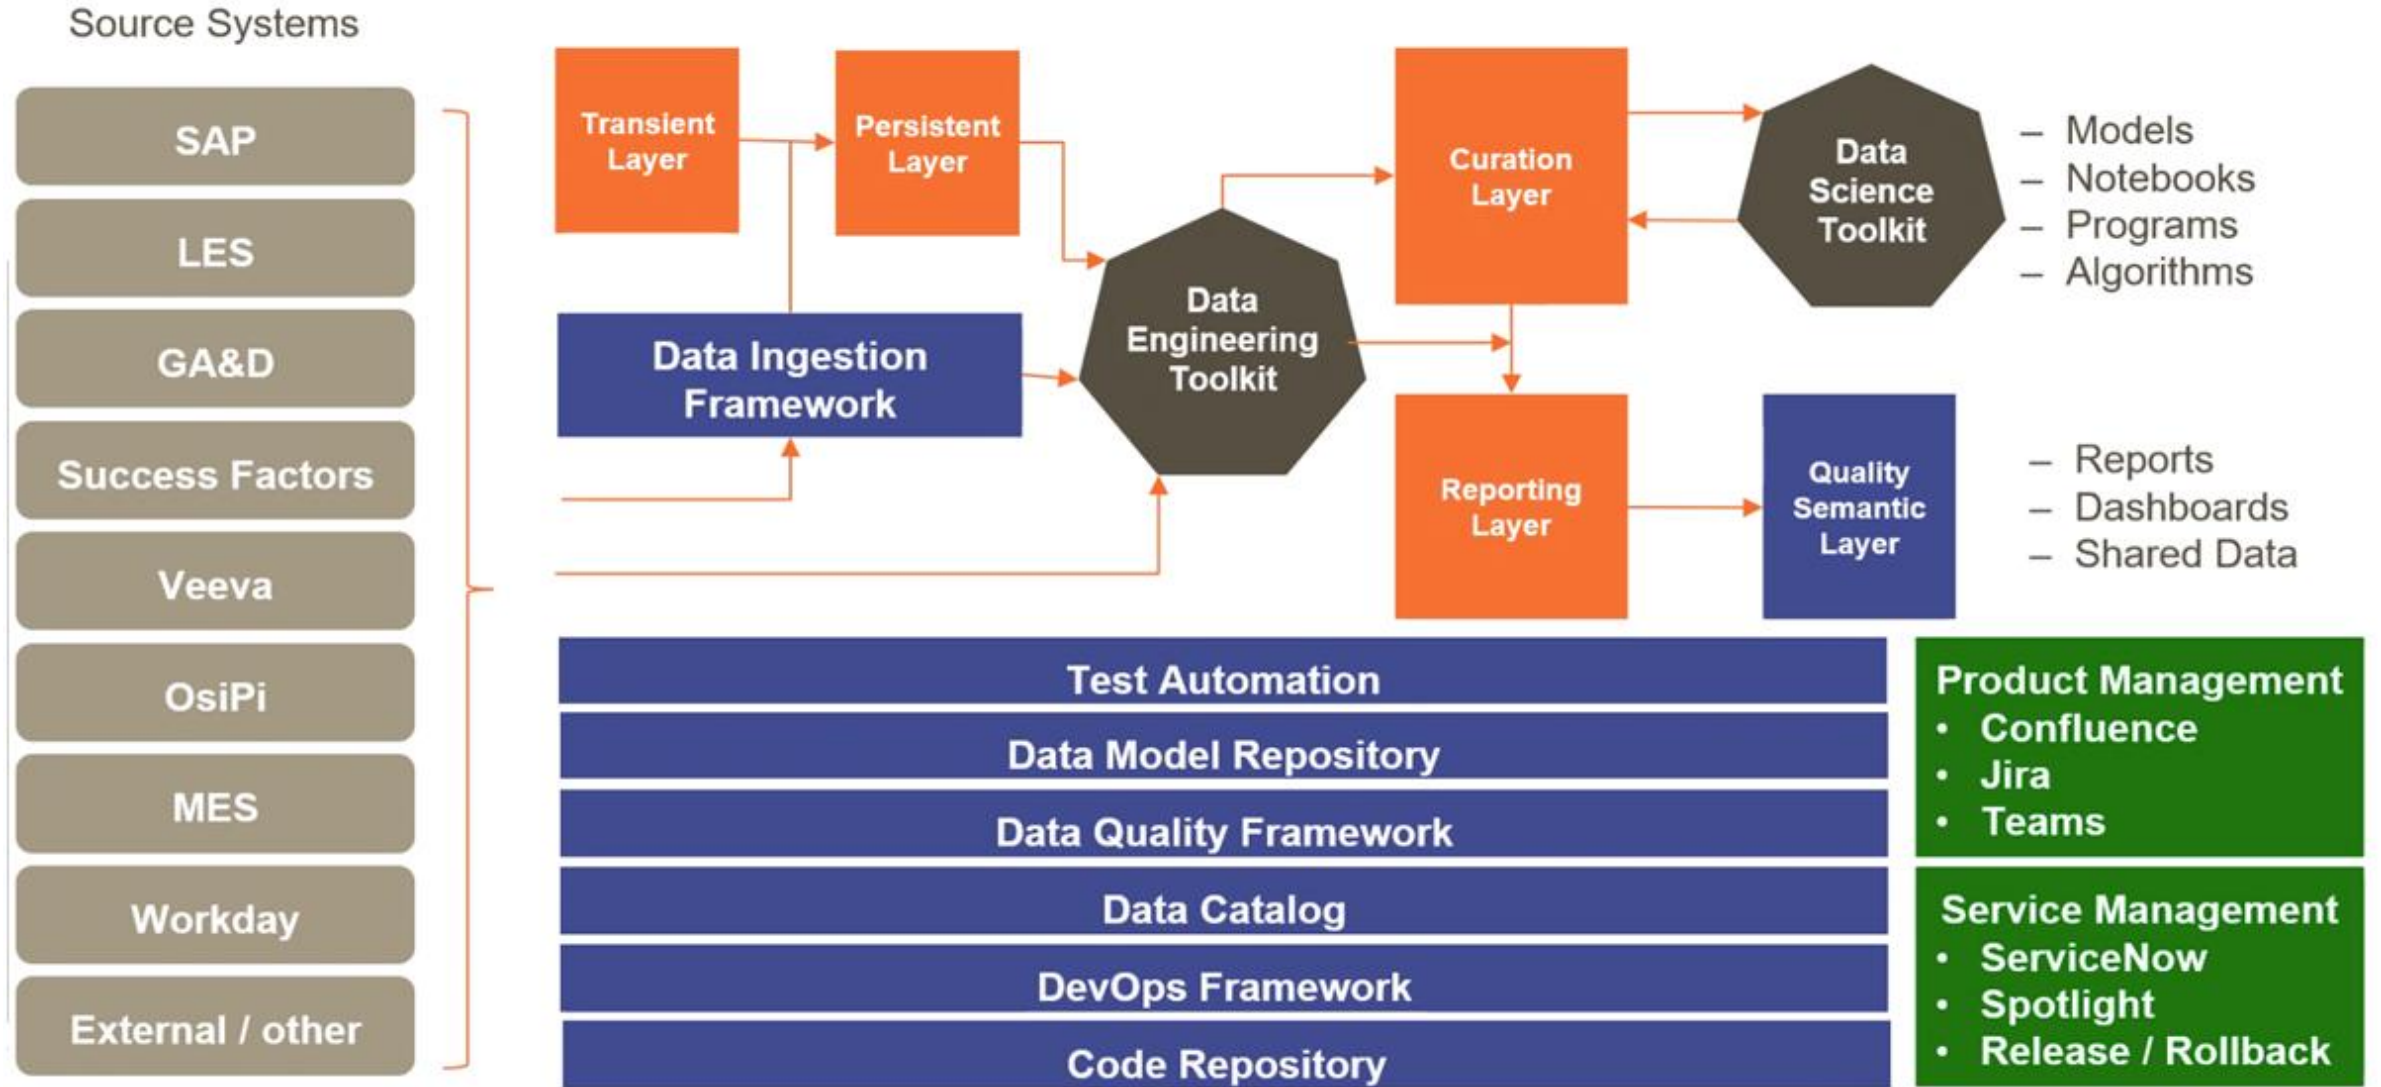 Source Systems
SAP
LES
GA&D
Success Factors
Veeva
OsiPi
MES
Workday
External / other
Transient
Layer
Persistent
Layer
Data Ingestion
Framework
Data
Engineering
Toolkit
Curation
Layer
Data
Science
Toolkit
– Models
– Notebooks
– Programs
– Algorithms
Reporting
Layer
Quality
Semantic
Layer
– Reports
– Dashboards
– Shared Data
Test Automation
Data Model Repository
Data Quality Framework
Data Catalog
DevOps Framework
Code Repository
Product Management
• Confluence
• Jira
• Teams
Service Management
• ServiceNow
• Spotlight
• Release / Rollback